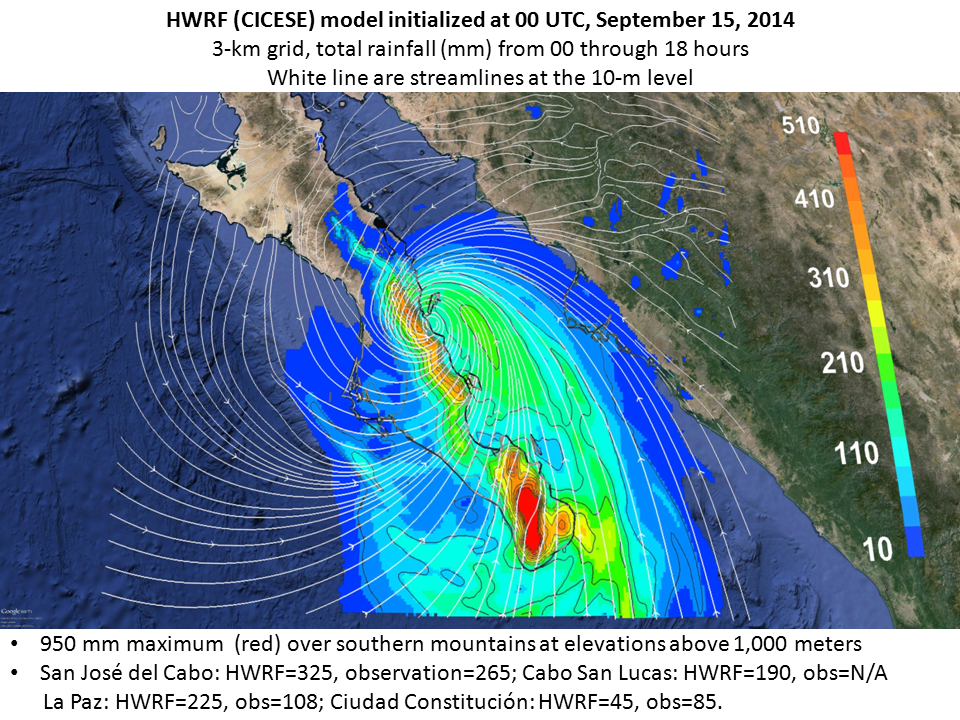 HWRF (CICESE) model initialized at 00 UTC, September 15, 2014
3-km grid, total rainfall (mm) from 00 through 18 hours
White line are streamlines at the 10-m level
510
410
310
210
110
10
Google earth
• 950 mm maximum (red) over southern mountains at elevations above 1,000 meters
• San José del Cabo: HWRF=325, observation=265; Cabo San Lucas: HWRF=190, obs=N/A
La Paz: HWRF=225, obs=108; Ciudad Constitución: HWRF=45, obs=85.